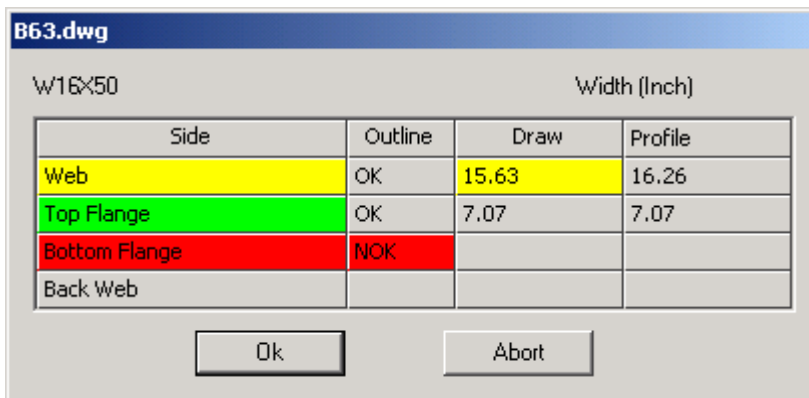 B63.dwg
W16X50 Width (Inch)
Side Outline Draw Profile
Web OK 15.63 16.26
Top Flange OK 7.07 7.07
Bottom Flange NOK
Back Web
Ok Abort